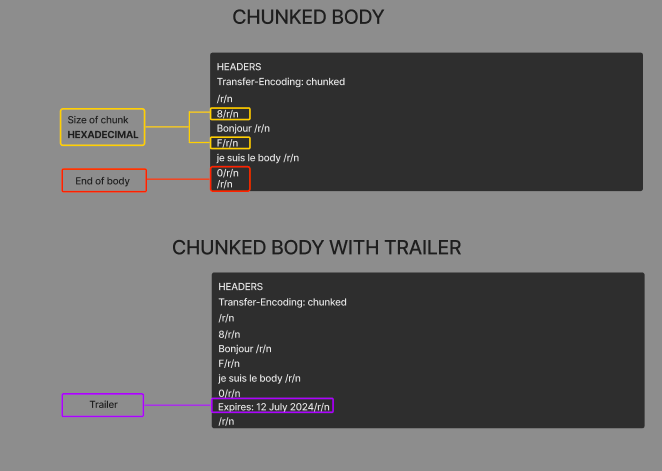 CHUNKED BODY
HEADERS
Transfer-Encoding: chunked
/r/n
Size of chunk
HEXADECIMAL
8/r/n
Bonjour /r/n
F/r/n
je suis le body /r/n
End of body
0/r/n
/r/n
CHUNKED BODY WITH TRAILER
HEADERS
Transfer-Encoding: chunked
/r/n
8/r/n
Bonjour /r/n
F/r/n
je suis le body /r/n
0/r/n
Trailer
Expires: 12 July 2024/r/n
/r/n